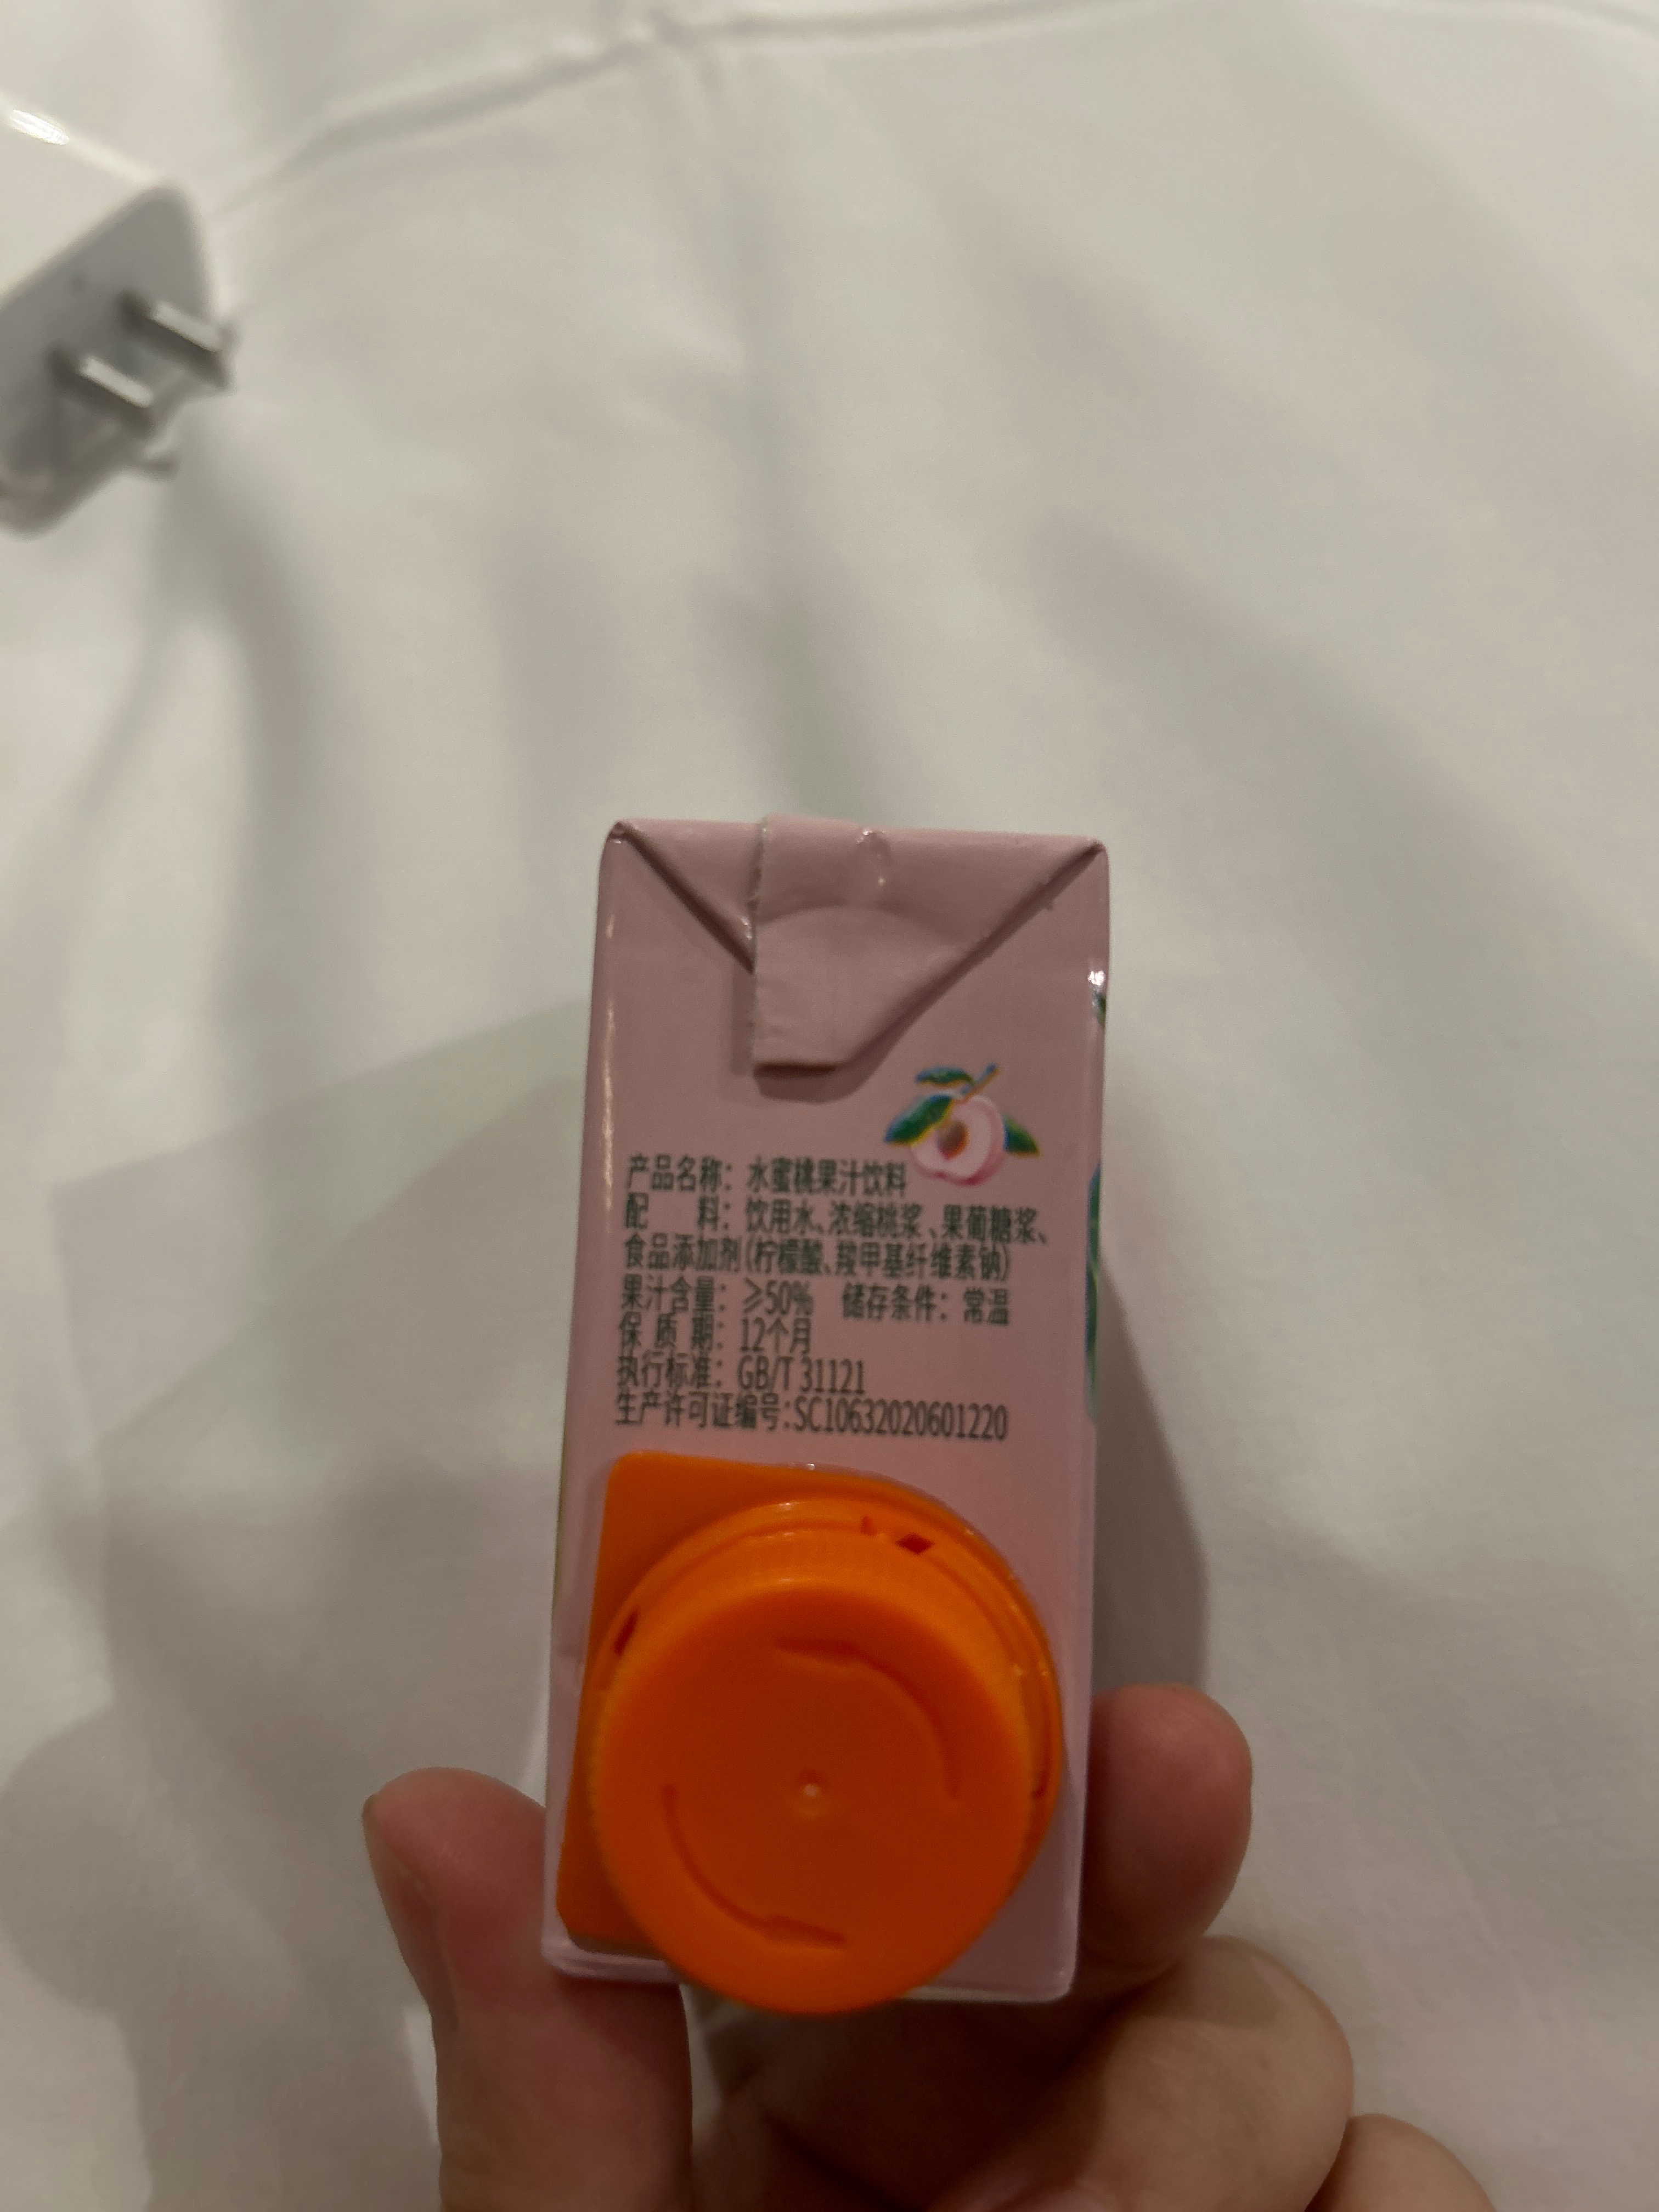 产品名称：水蜜桃果汁饮料
配 料：饮用水、浓缩桃浆、果葡糖浆、
食品添加剂（柠檬酸、羧甲基纤维素钠）
果汁含量：≥50% 储存条件：常温
保 质 期：12个月
执行标准：GB/T 31121
生产许可证编号：SC10632020601220